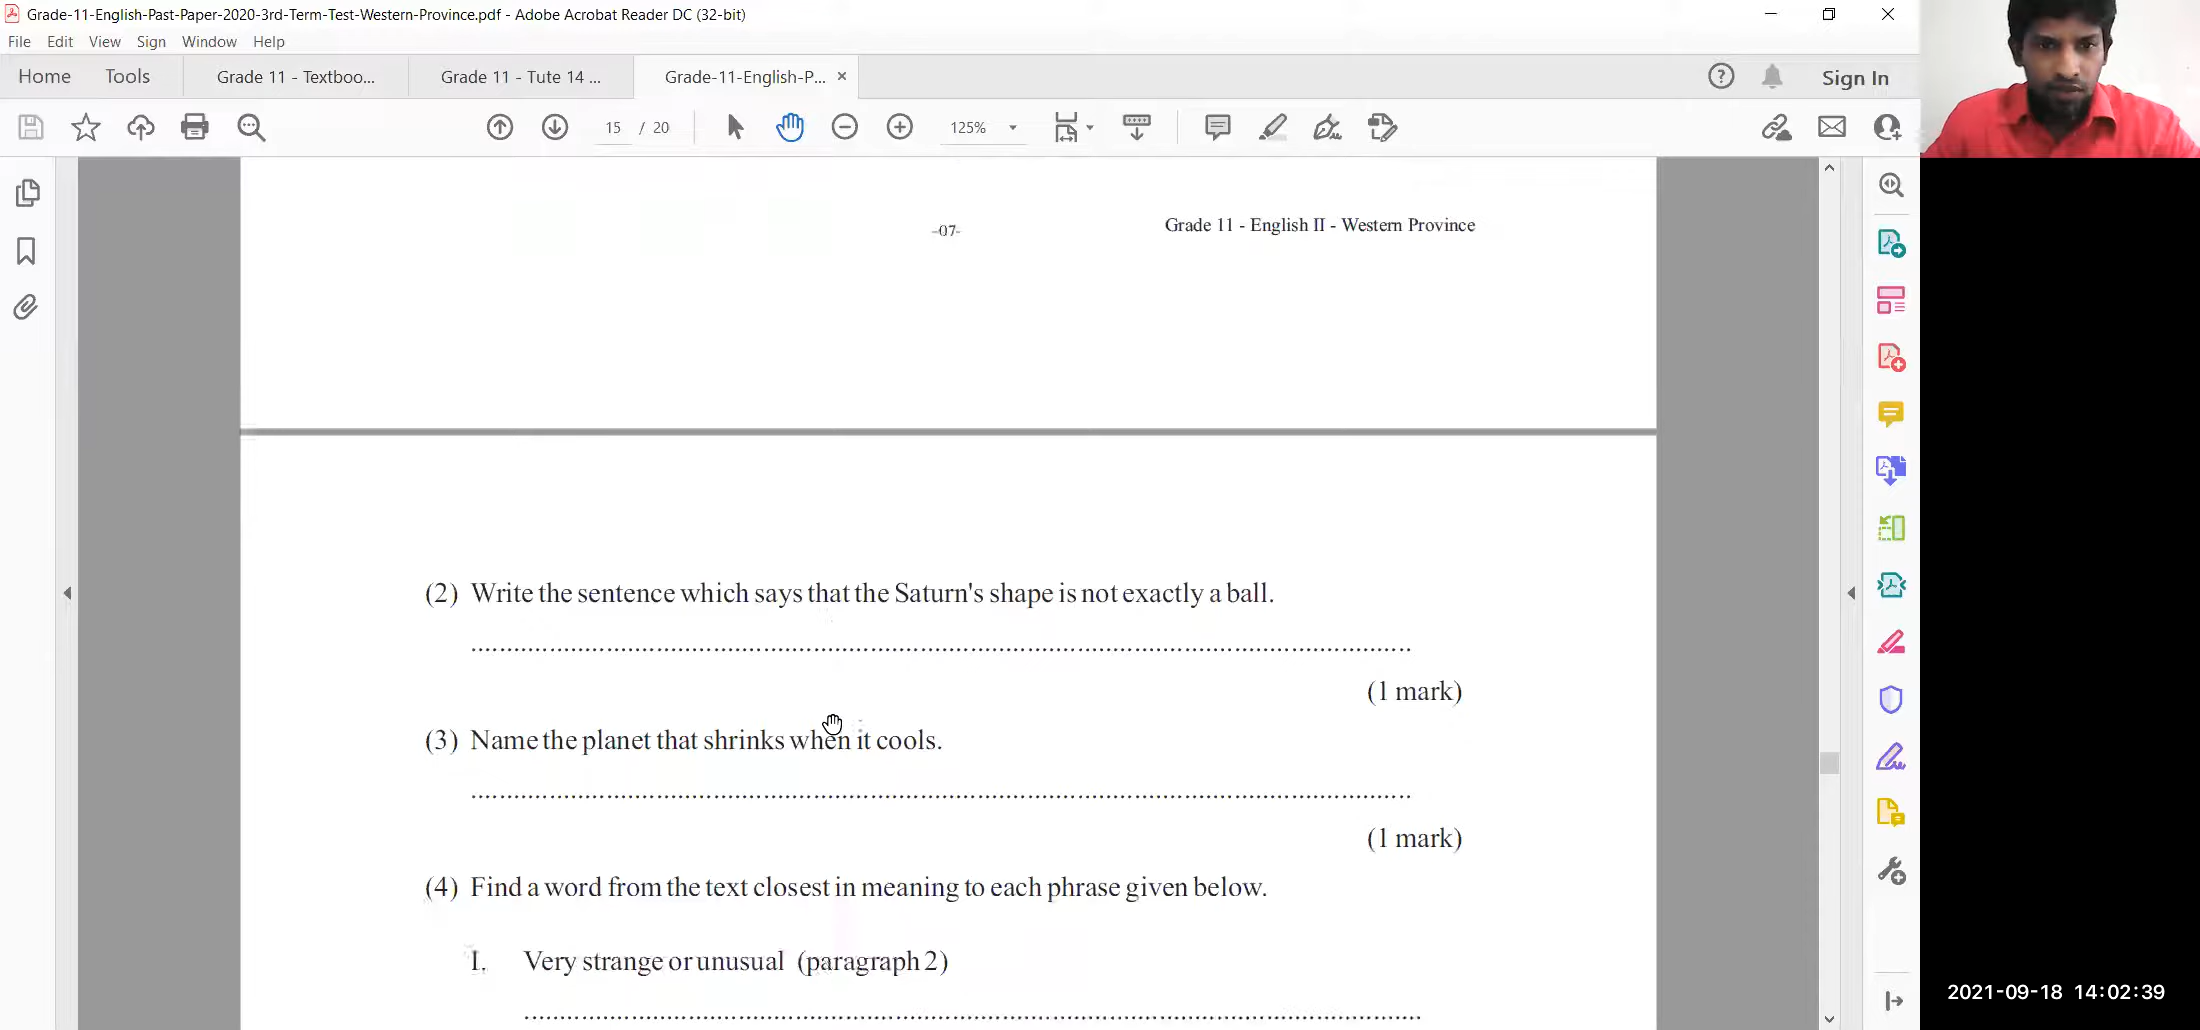 Grade-11-English-Past-Paper-2020-3rd-Term-Test-Western-Province.pdf - Adobe Acrobat Reader DC (32-bit)
File Edit View Sign Window Help
Home Tools Grade 11 - Textboo... Grade 11 - Tute 14 ... Grade-11-English-P... × Sign In
15 / 20 125%
-07- Grade 11 - English II - Western Province
(2) Write the sentence which says that the Saturn's shape is not exactly a ball.
....................................................................................................................................
(1 mark)
(3) Name the planet that shrinks when it cools.
....................................................................................................................................
(1 mark)
(4) Find a word from the text closest in meaning to each phrase given below.
I. Very strange or unusual (paragraph 2)
..............................................................................................................................
2021-09-18 14:02:39